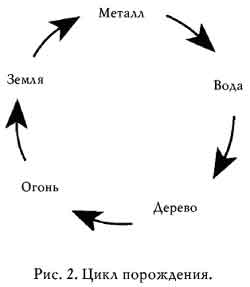 Металл
Земля
Вода
Огонь
Дерево
Рис. 2. Цикл порождения.